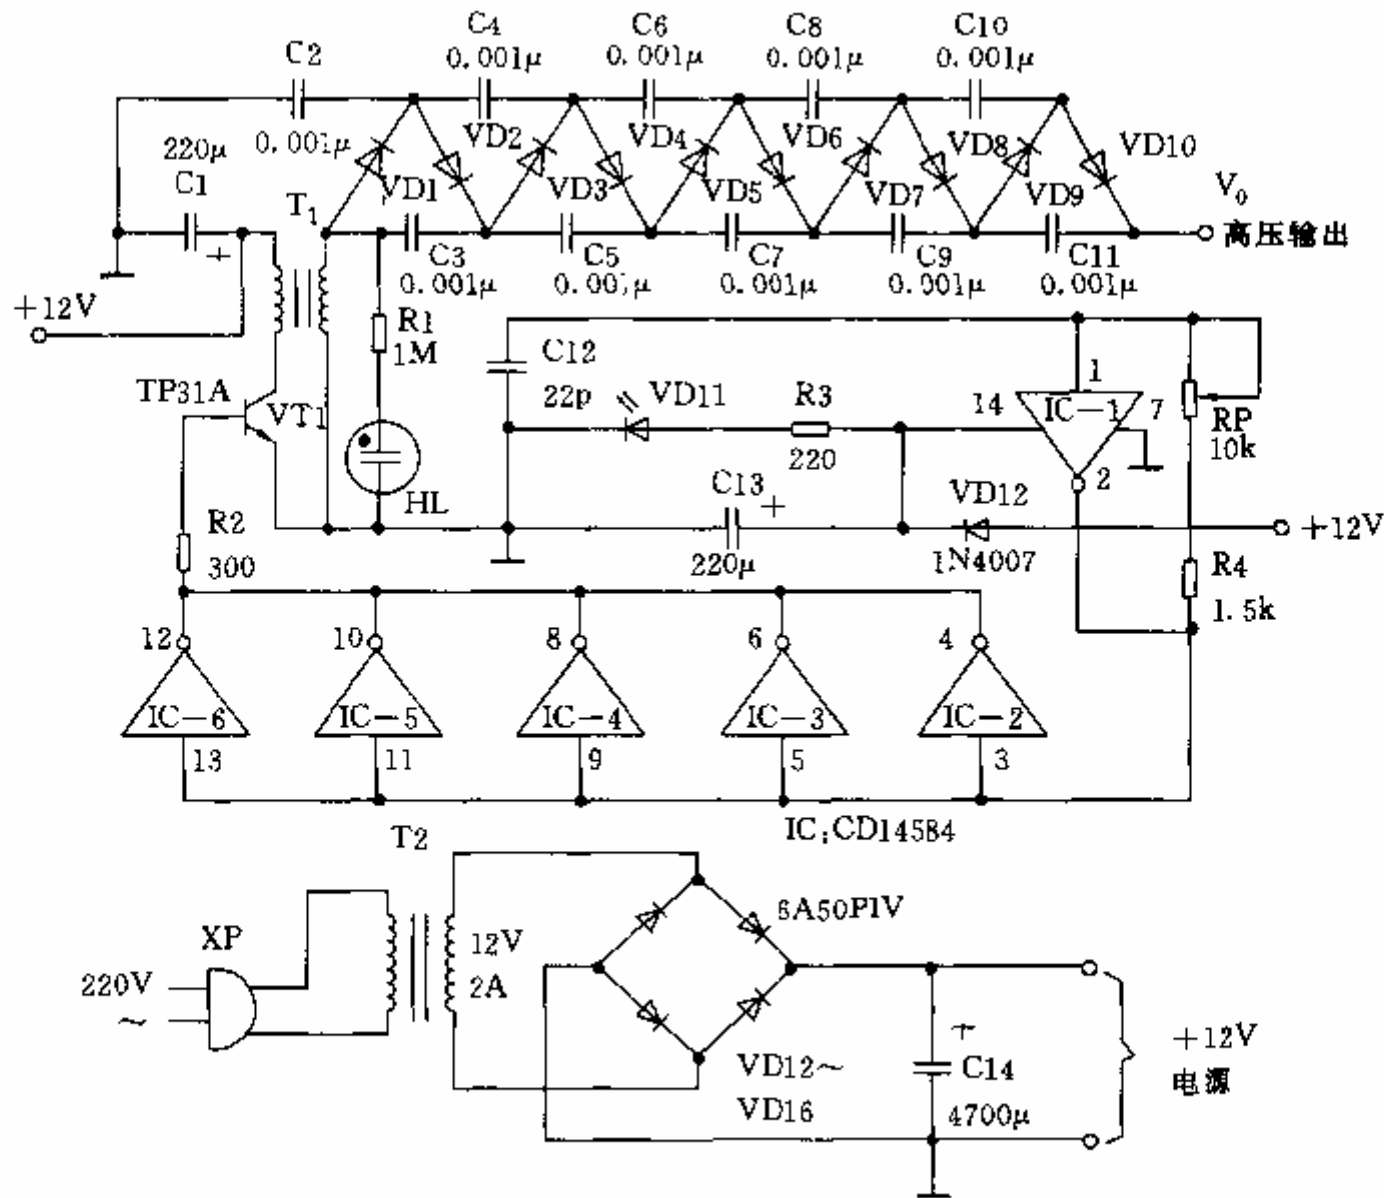 C4
0.001μ
C6
0.001μ
C8
0.001μ
C10
0.001μ
C2
0.001μ
VD2
VD4
VD6
VD8
VD10
220μ
C1
VD1
VD3
VD5
VD7
VD9
V₀
高压输出
T₁
+
C3
0.001μ
C5
0.001μ
C7
0.001μ
C9
0.001μ
C11
0.001μ
+12V
R1
1M
C12
22p
VD11
R3
220
1
14
IC-1
7
RP
10k
2
TP31A
VT1
HL
C13
+
220μ
VD12
1N4007
+12V
R2
300
R4
1.5k
12
10
8
6
4
IC-6
IC-5
IC-4
IC-3
IC-2
13
11
9
5
3
IC:CD14584
T2
XP
220V
~
12V
2A
6A50PIV
VD12~
VD16
+
C14
4700μ
+12V
电源